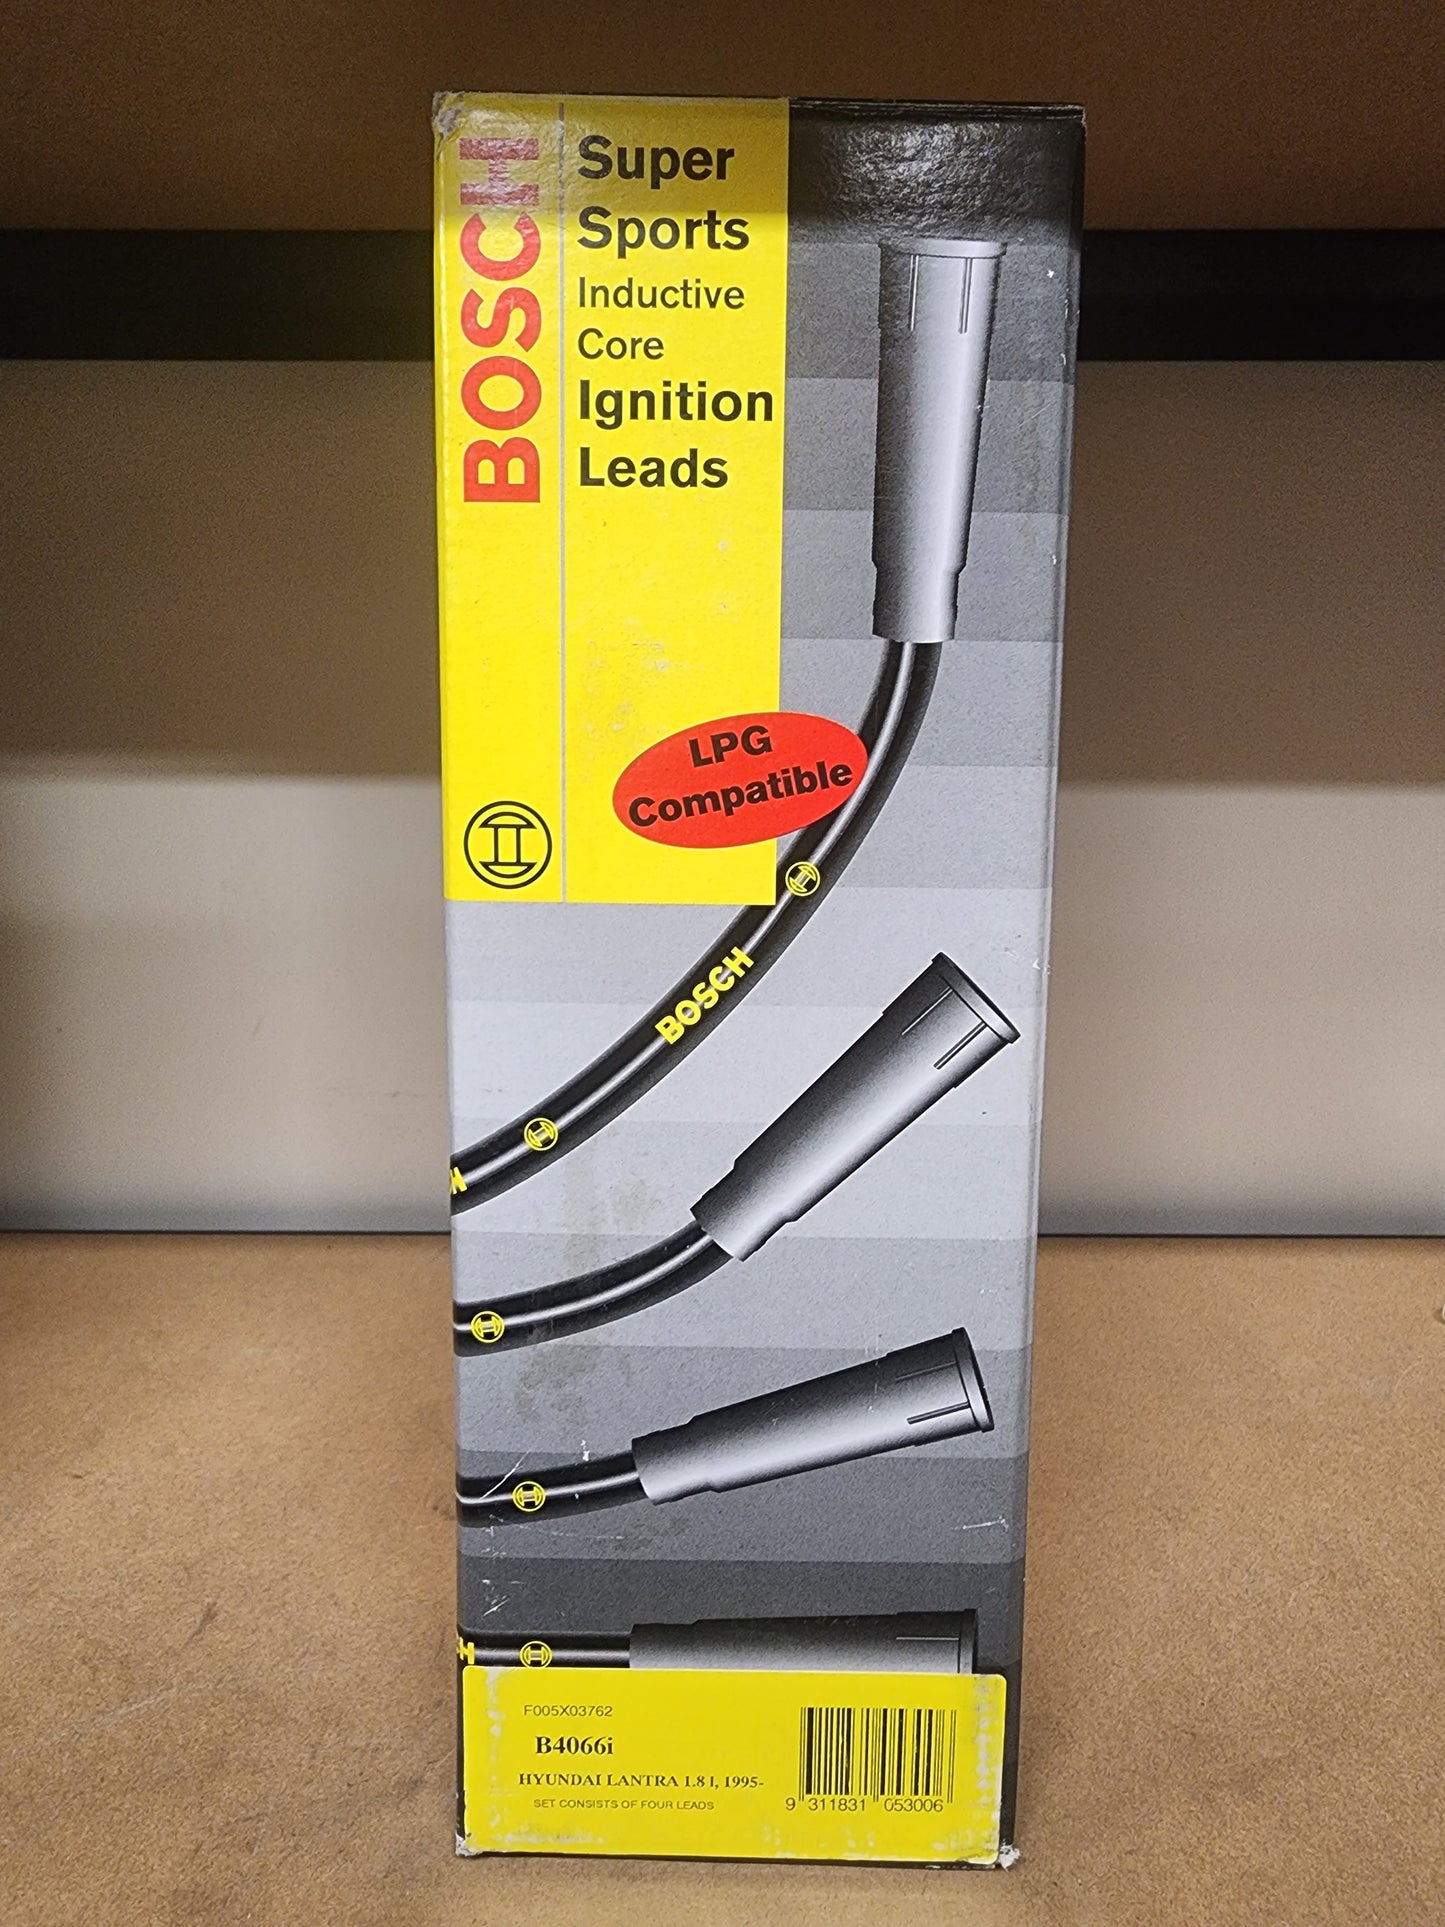 BOSCH
Super
Sports
Inductive
Core
Ignition
Leads
LPG
Compatible
BOSCH
H
H
F005X03762
B4066i
HYUNDAI LANTRA 1.8 l, 1995-
SET CONSISTS OF FOUR LEADS
9 311831 053006